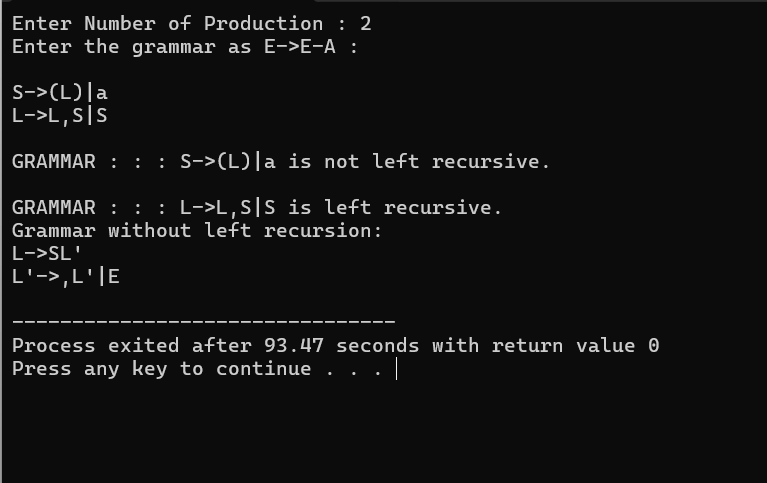 Enter Number of Production : 2
Enter the grammar as E->E-A :
S->(L)|a
L->L,S|S
GRAMMAR : : : S->(L)|a is not left recursive.
GRAMMAR : : : L->L,S|S is left recursive.
Grammar without left recursion:
L->SL'
L'->,L'|E
--------------------------------
Process exited after 93.47 seconds with return value 0
Press any key to continue . . .